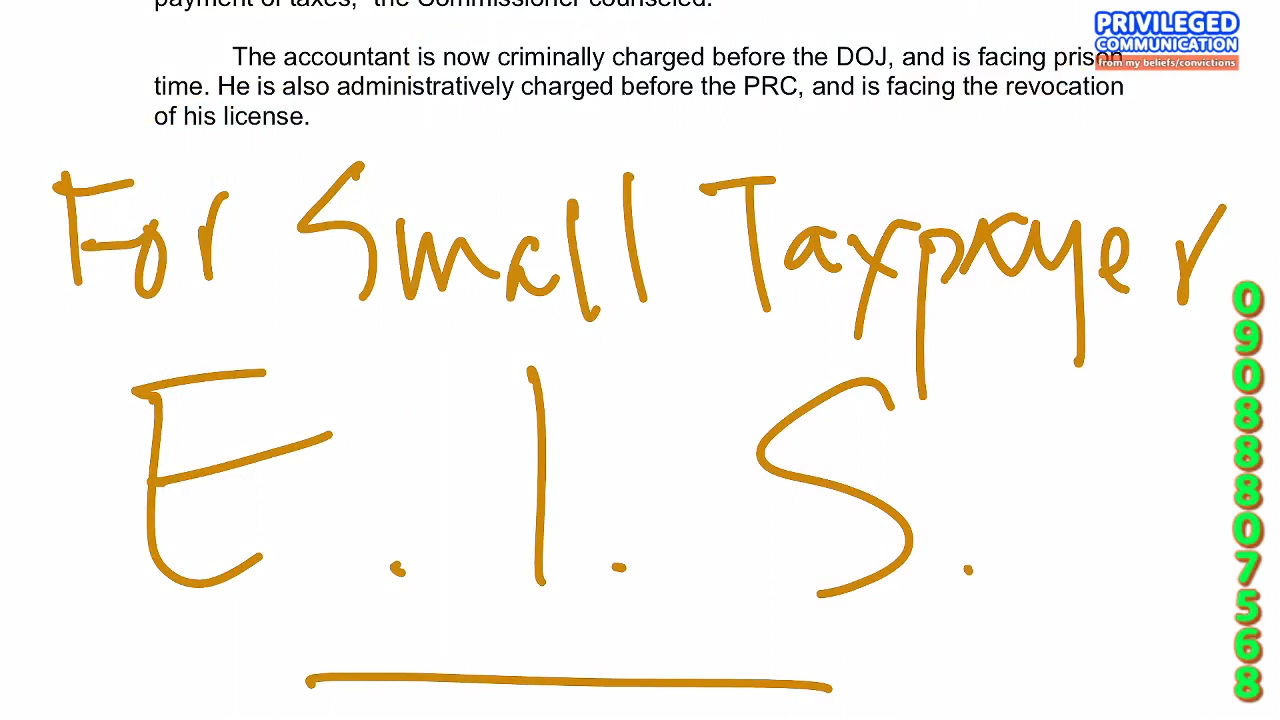 payment of taxes," the Commissioner counseled.
PRIVILEGED
COMMUNICATION
from my beliefs/convictions
The accountant is now criminally charged before the DOJ, and is facing prison
time. He is also administratively charged before the PRC, and is facing the revocation
of his license.
For Small Taxpayer
E.I.S.
09088807568